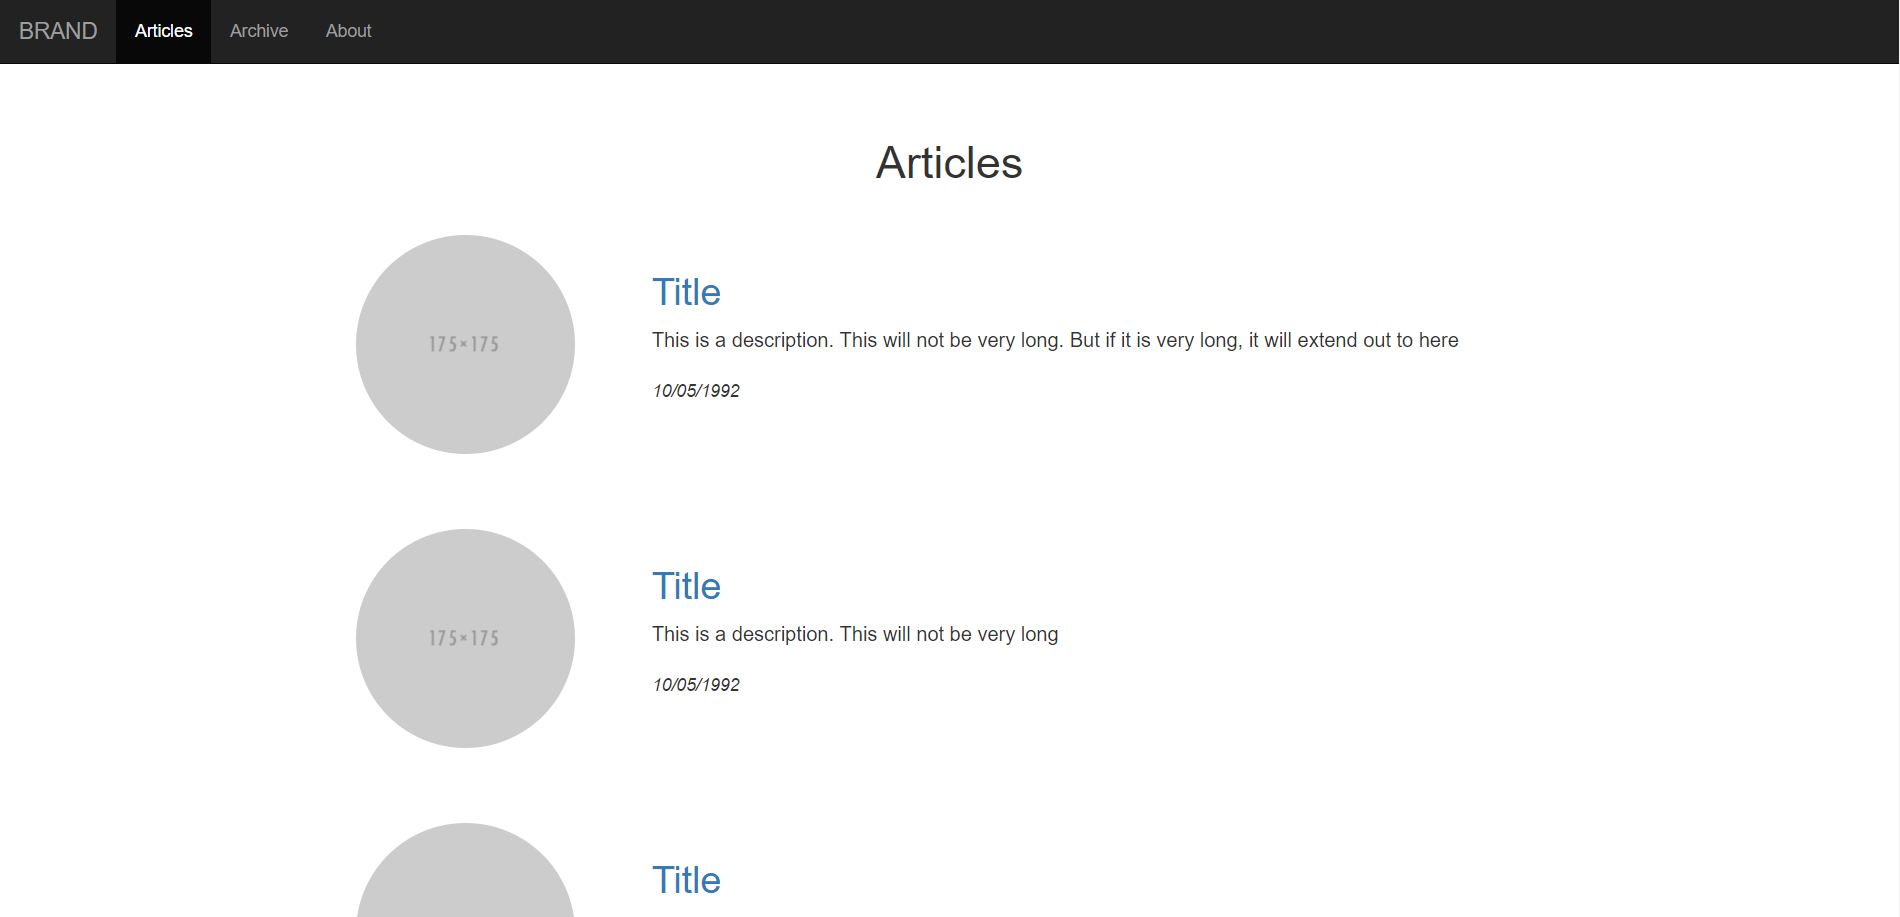 BRAND Articles Archive About
Articles
175×175
Title
This is a description. This will not be very long. But if it is very long, it will extend out to here
10/05/1992
175×175
Title
This is a description. This will not be very long
10/05/1992
Title